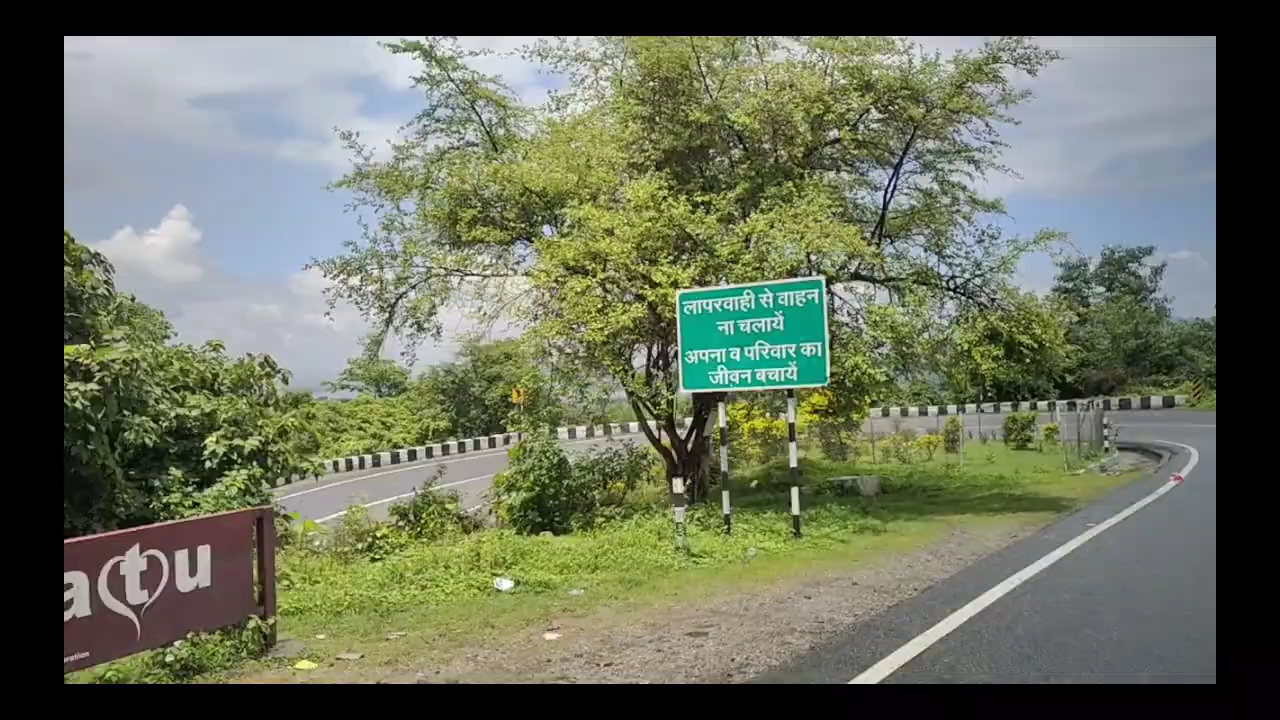 लापरवाही से वाहन
ना चलायें
अपना व परिवार का
जीवन बचायें
atu